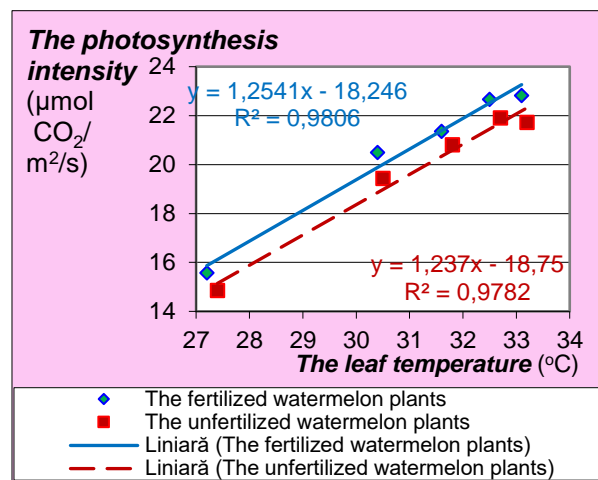 The photosynthesis
intensity
(µmol
CO₂/
m²/s)
24
22
20
18
16
14
y = 1,2541x - 18,246
R² = 0,9806
y = 1,237x - 18,75
R² = 0,9782
27 28 29 30 31 32 33 34
The leaf temperature (°C)
The fertilized watermelon plants
The unfertilized watermelon plants
Liniară (The fertilized watermelon plants)
Liniară (The unfertilized watermelon plants)